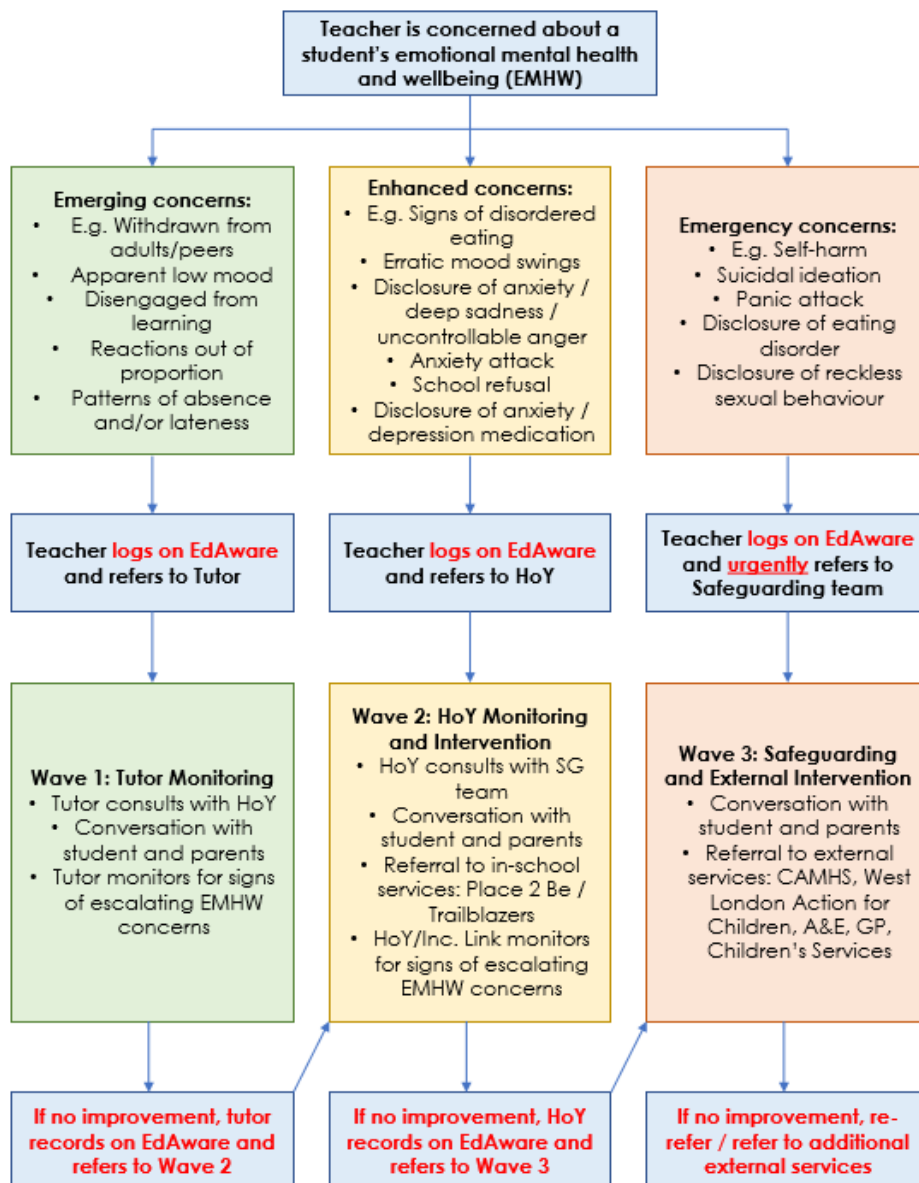 Teacher is concerned about a
student's emotional mental health
and wellbeing (EMHW)
Emerging concerns:
• E.g. Withdrawn from
adults/peers
• Apparent low mood
• Disengaged from
learning
• Reactions out of
proportion
• Patterns of absence
and/or lateness
Enhanced concerns:
• E.g. Signs of disordered
eating
• Erratic mood swings
• Disclosure of anxiety /
deep sadness /
uncontrollable anger
• Anxiety attack
• School refusal
• Disclosure of anxiety /
depression medication
Emergency concerns:
• E.g. Self-harm
• Suicidal ideation
• Panic attack
• Disclosure of eating
disorder
• Disclosure of reckless
sexual behaviour
Teacher logs on EdAware
and refers to Tutor
Teacher logs on EdAware
and refers to HoY
Teacher logs on EdAware
and urgently refers to
Safeguarding team
Wave 1: Tutor Monitoring
• Tutor consults with HoY
• Conversation with
student and parents
• Tutor monitors for signs
of escalating EMHW
concerns
Wave 2: HoY Monitoring
and Intervention
• HoY consults with SG
team
• Conversation with
student and parents
• Referral to in-school
services: Place 2 Be /
Trailblazers
• HoY/Inc. Link monitors
for signs of escalating
EMHW concerns
Wave 3: Safeguarding
and External Intervention
• Conversation with
student and parents
• Referral to external
services: CAMHS, West
London Action for
Children, A&E, GP,
Children's Services
If no improvement, tutor
records on EdAware and
refers to Wave 2
If no improvement, HoY
records on EdAware and
refers to Wave 3
If no improvement, re-
refer / refer to additional
external services